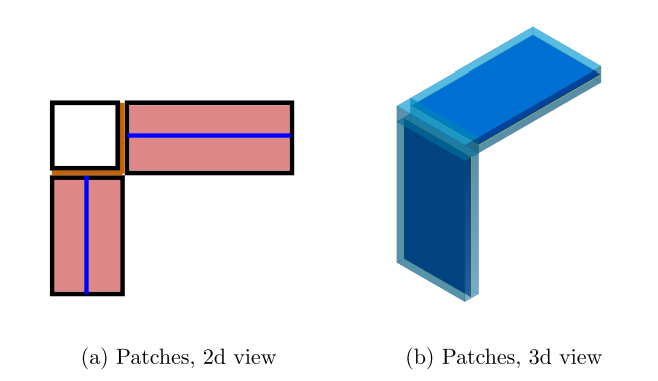 (a) Patches, 2d view
(b) Patches, 3d view